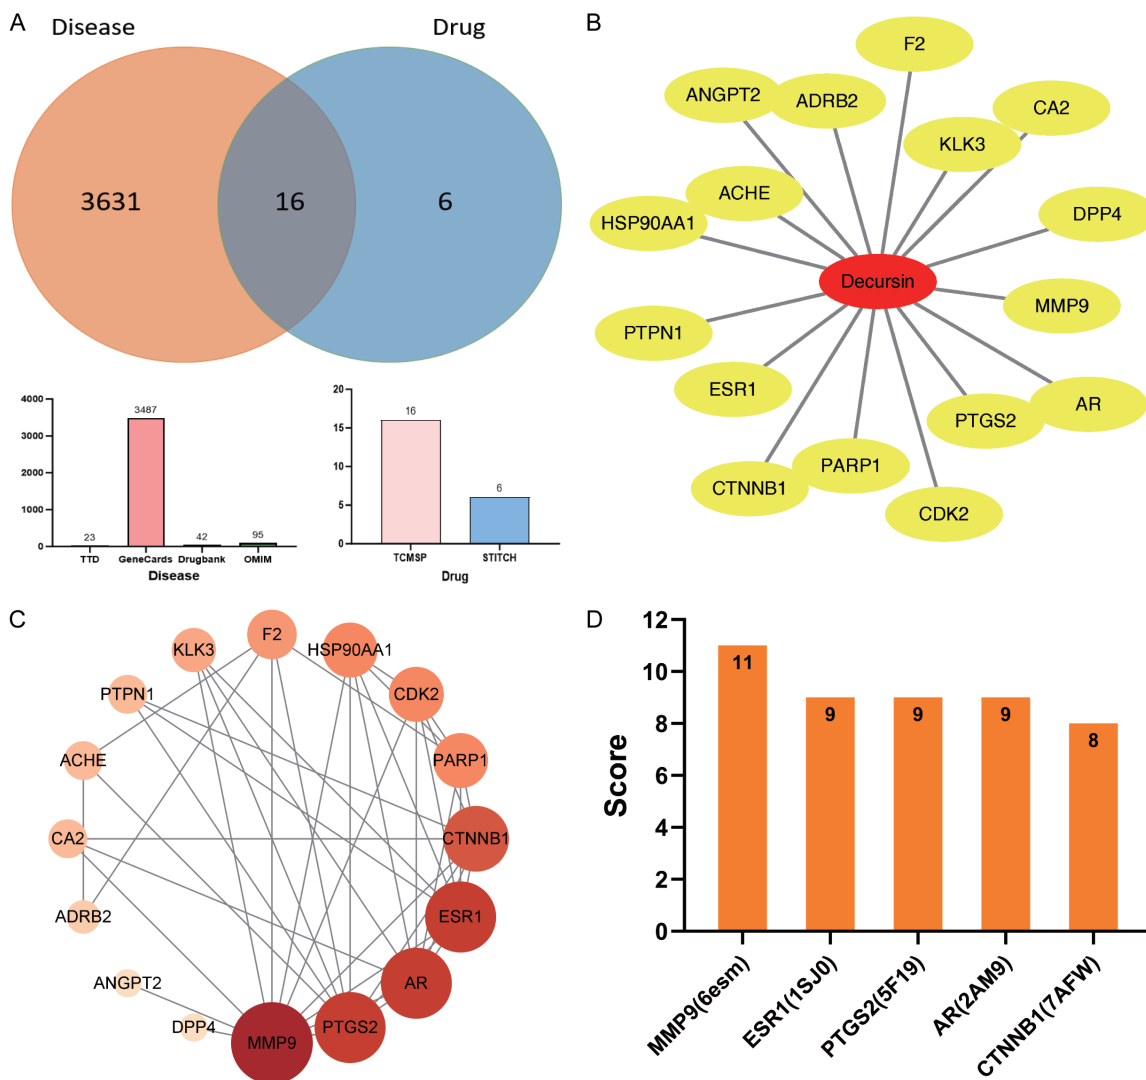 A
Disease
Drug
3631
16
6
4000
3000
2000
1000
0
23
3487
42
95
TTD
GeneCards
Drugbank
OMIM
Disease
20
15
10
5
0
16
6
TCMSP
STITCH
Drug
B
F2
ANGPT2
ADRB2
CA2
KLK3
ACHE
HSP90AA1
DPP4
Decursin
MMP9
PTPN1
ESR1
AR
PTGS2
PARP1
CTNNB1
CDK2
C
F2
HSP90AA1
KLK3
CDK2
PTPN1
PARP1
ACHE
CTNNB1
CA2
ESR1
ADRB2
AR
ANGPT2
PTGS2
DPP4
MMP9
D
Score
12
10
8
6
4
2
0
11
9
9
9
8
MMP9(6esm)
ESR1(1SJ0)
PTGS2(5F19)
AR(2AM9)
CTNNB1(7AFW)